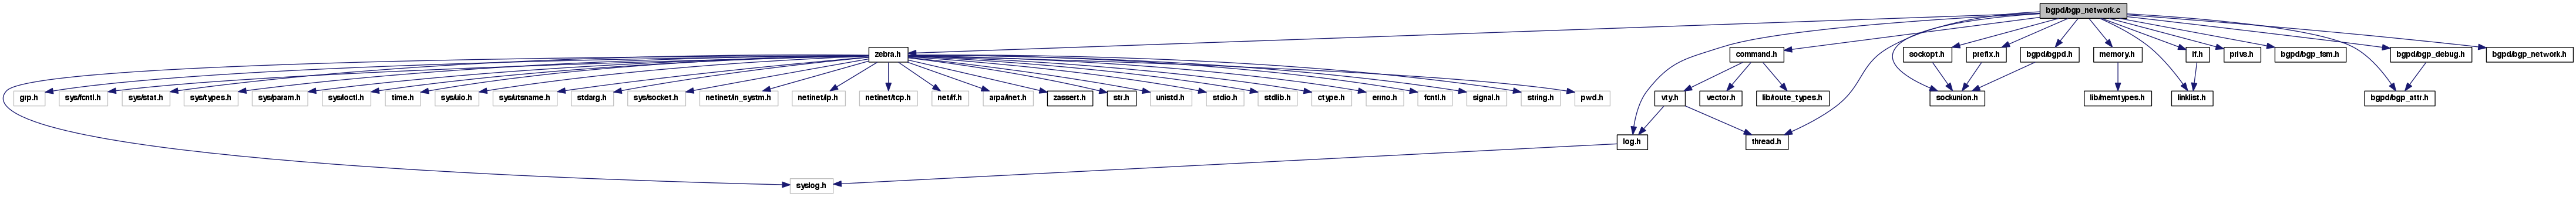 bgpd/bgp_network.c
zebra.h
command.h
sockopt.h
prefix.h
bgpd/bgpd.h
memory.h
if.h
privs.h
bgpd/bgp_fsm.h
bgpd/bgp_debug.h
bgpd/bgp_network.h
grp.h
sys/fcntl.h
sys/stat.h
sys/types.h
sys/param.h
sys/ioctl.h
time.h
sys/uio.h
sys/utsname.h
stdarg.h
sys/socket.h
netinet/in_systm.h
netinet/ip.h
netinet/tcp.h
net/if.h
arpa/inet.h
zassert.h
str.h
unistd.h
stdio.h
stdlib.h
ctype.h
errno.h
fcntl.h
signal.h
string.h
pwd.h
vty.h
vector.h
lib/route_types.h
sockunion.h
lib/memtypes.h
linklist.h
bgpd/bgp_attr.h
log.h
thread.h
syslog.h